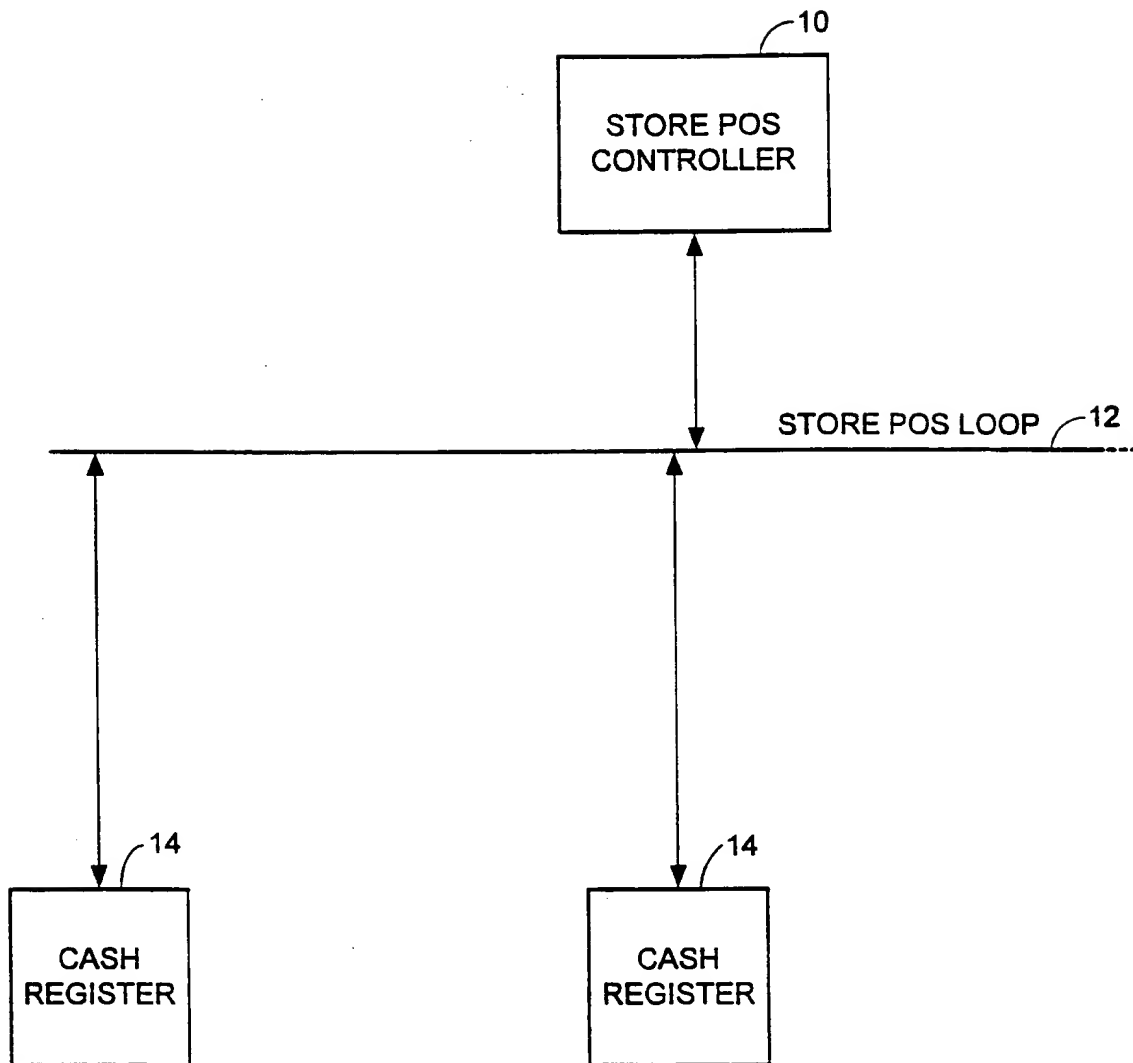 10
STORE POS
CONTROLLER
STORE POS LOOP
12
14
14
CASH
REGISTER
CASH
REGISTER